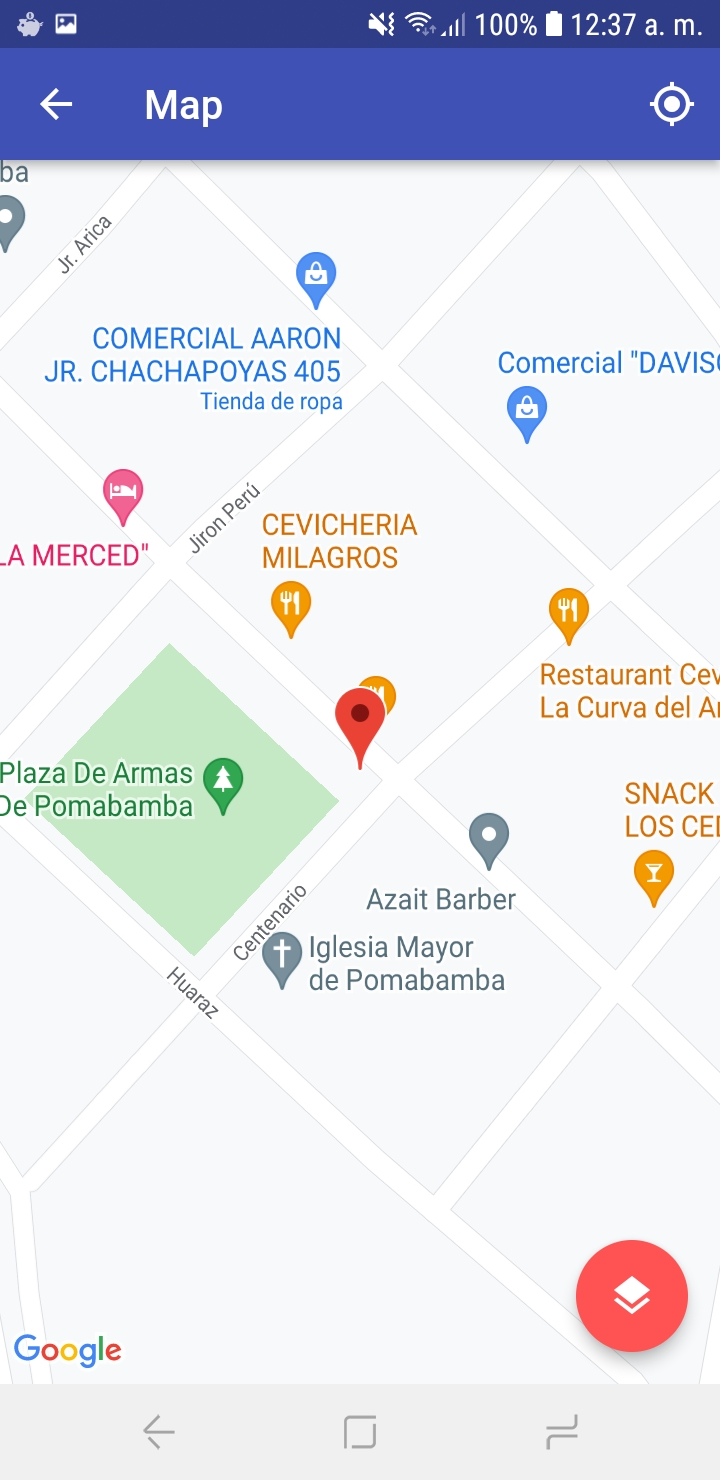 100% 12:37 a. m.
Map
ba
Jr. Arica
COMERCIAL AARON
JR. CHACHAPOYAS 405
Tienda de ropa
Comercial "DAVISO
Jiron Perú
CEVICHERIA
MILAGROS
LA MERCED"
Restaurant Cev
La Curva del A
Plaza De Armas
De Pomabamba
SNACK
LOS CED
Azait Barber
Centenario
Iglesia Mayor
de Pomabamba
Huaraz
Google